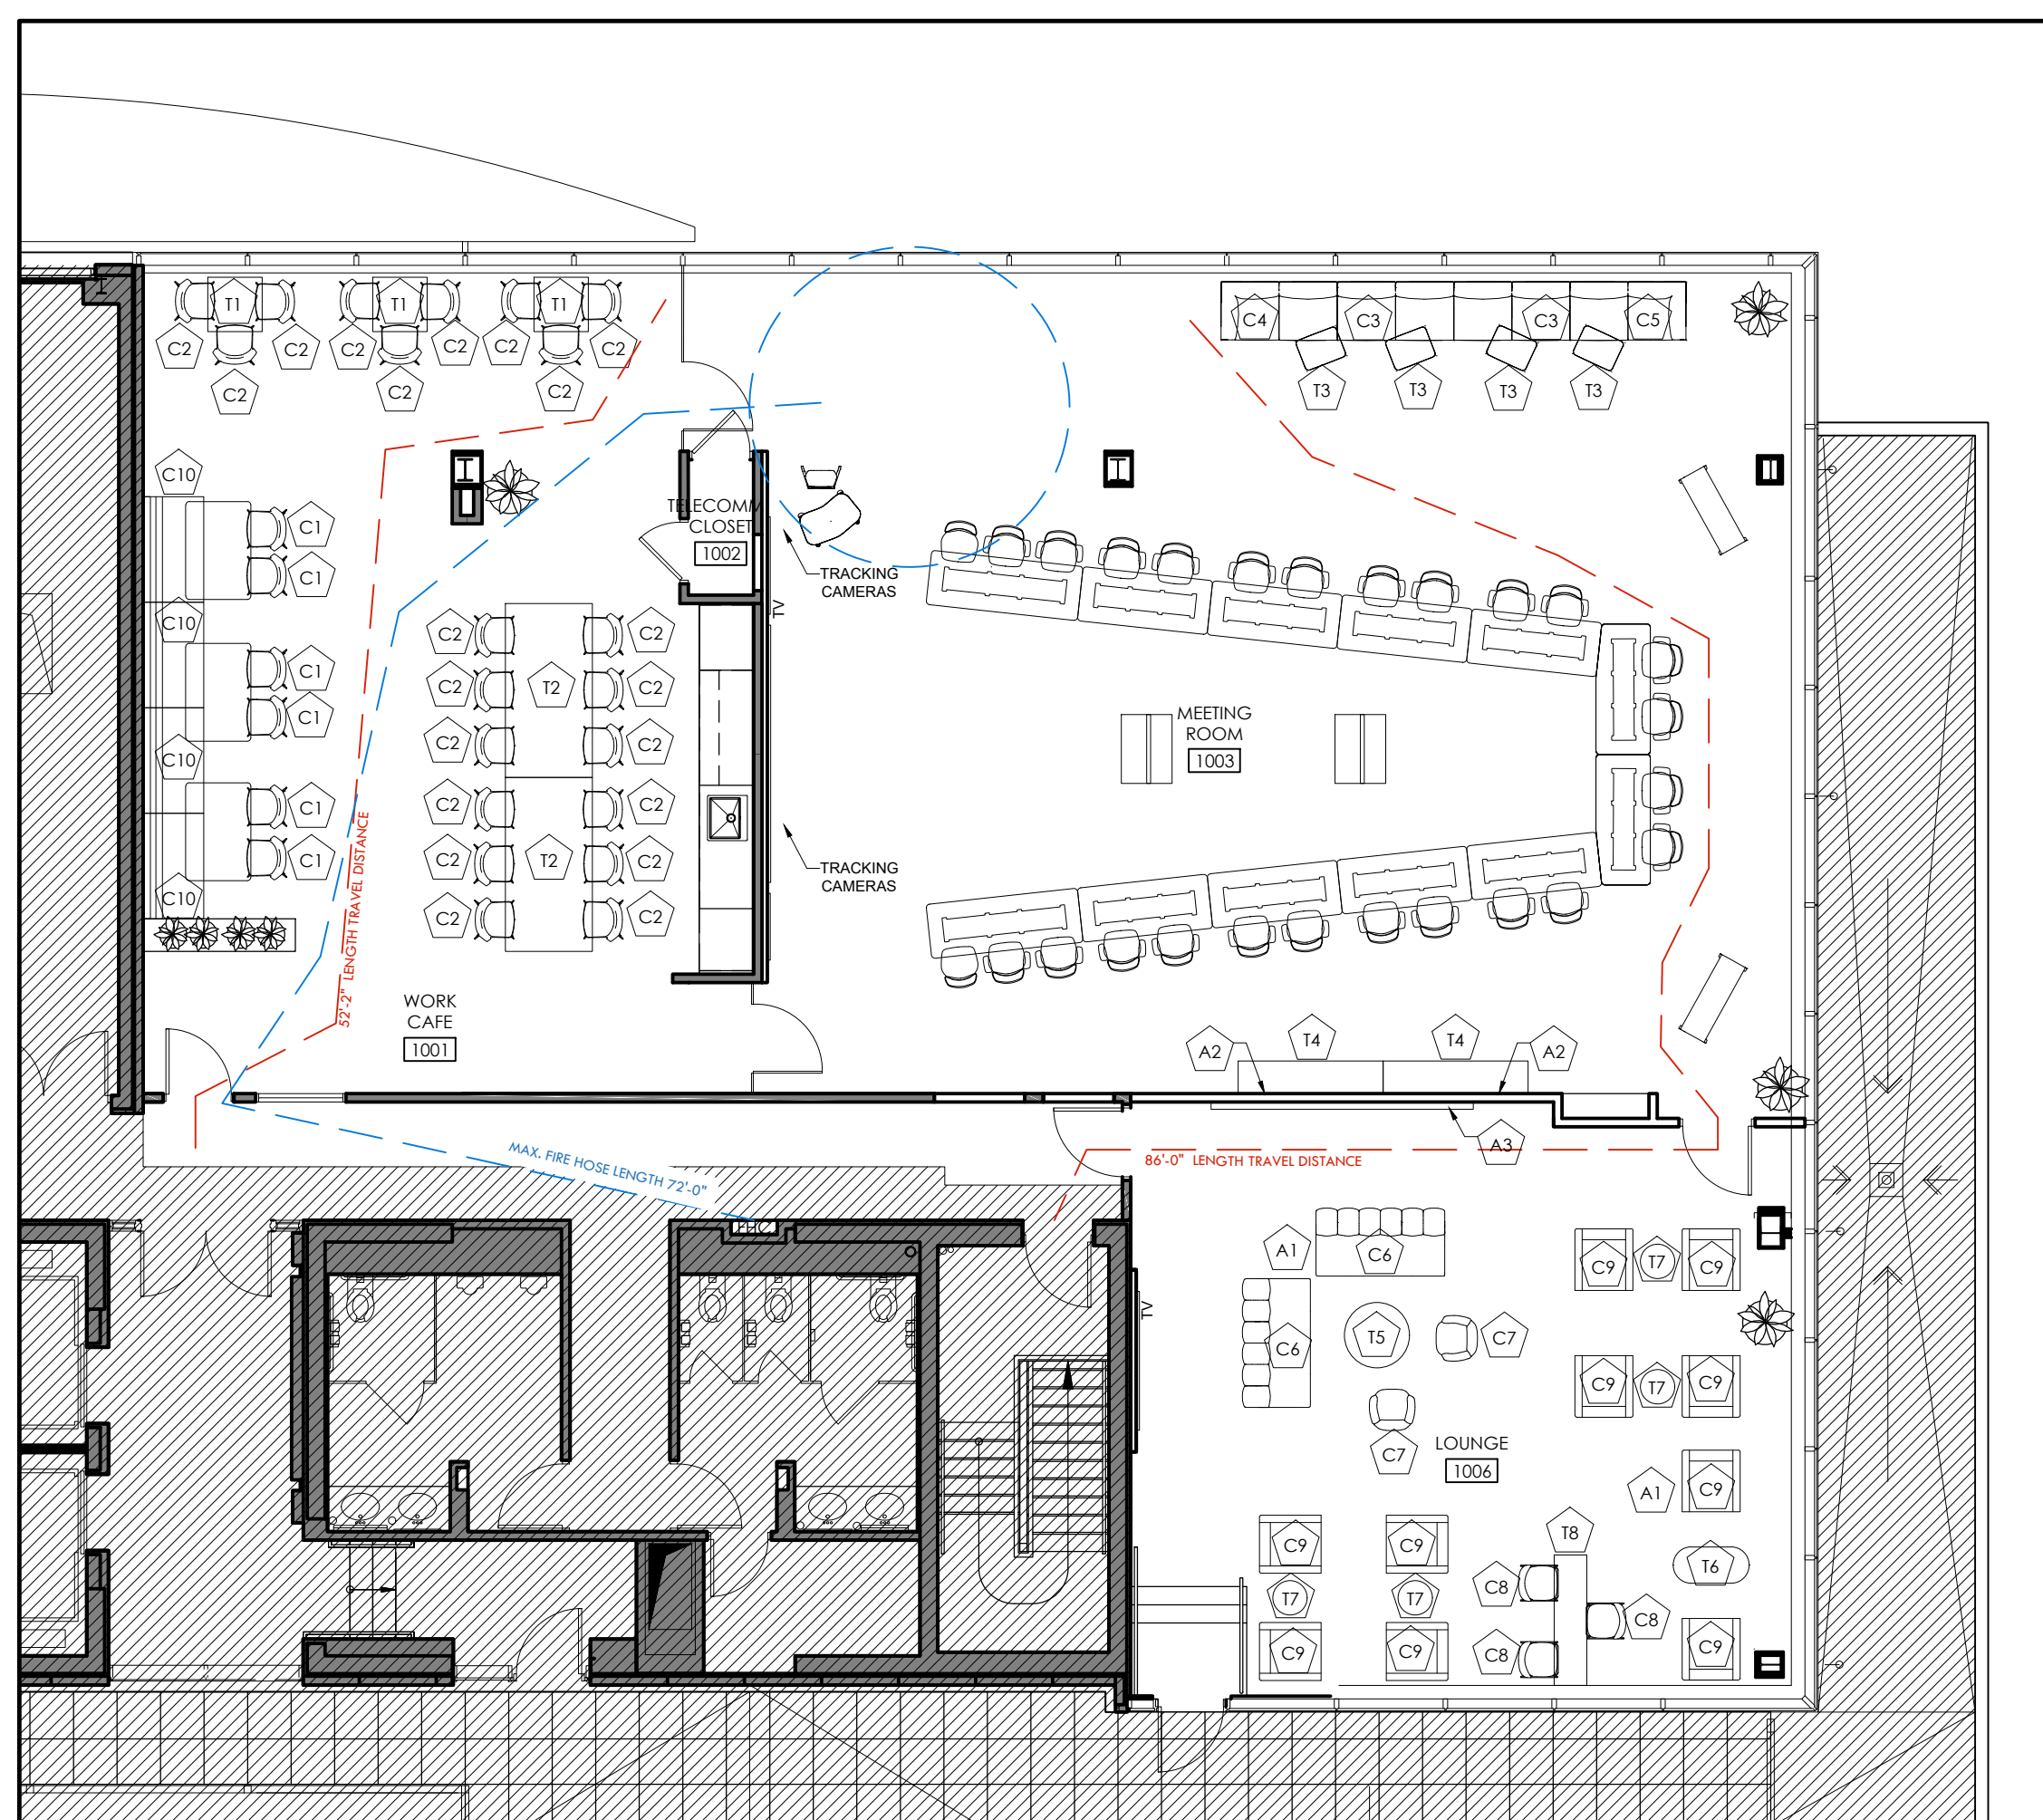 T1 T1 T1
C4 C3 C3 C5
C2 C2 C2 C2 C2 C2
C2 C2 C2
T3 T3 T3 T3
C10
C1
TELECOMM
CLOSET
1002
C1
TRACKING
CAMERAS
TV
C10
C2 C2
C1
C2 T2 C2
C1
MEETING
ROOM
1003
C2 C2
C10
C1
C2 C2
C1
C2 T2 C2
TRACKING
CAMERAS
C10
C2 C2
52'-2" LENGTH TRAVEL DISTANCE
WORK
CAFE
1001
A2 T4 T4 A2
A3
MAX. FIRE HOSE LENGTH 72'-0"
86'-0" LENGTH TRAVEL DISTANCE
FHC
A1 C6 C9 T7 C9
TV
C6 T5 C7
C9 T7 C9
C7
LOUNGE
1006
A1 C9
C9 C9 T8
T6
T7 T7 C8
C8
C9 C9 C8 C9